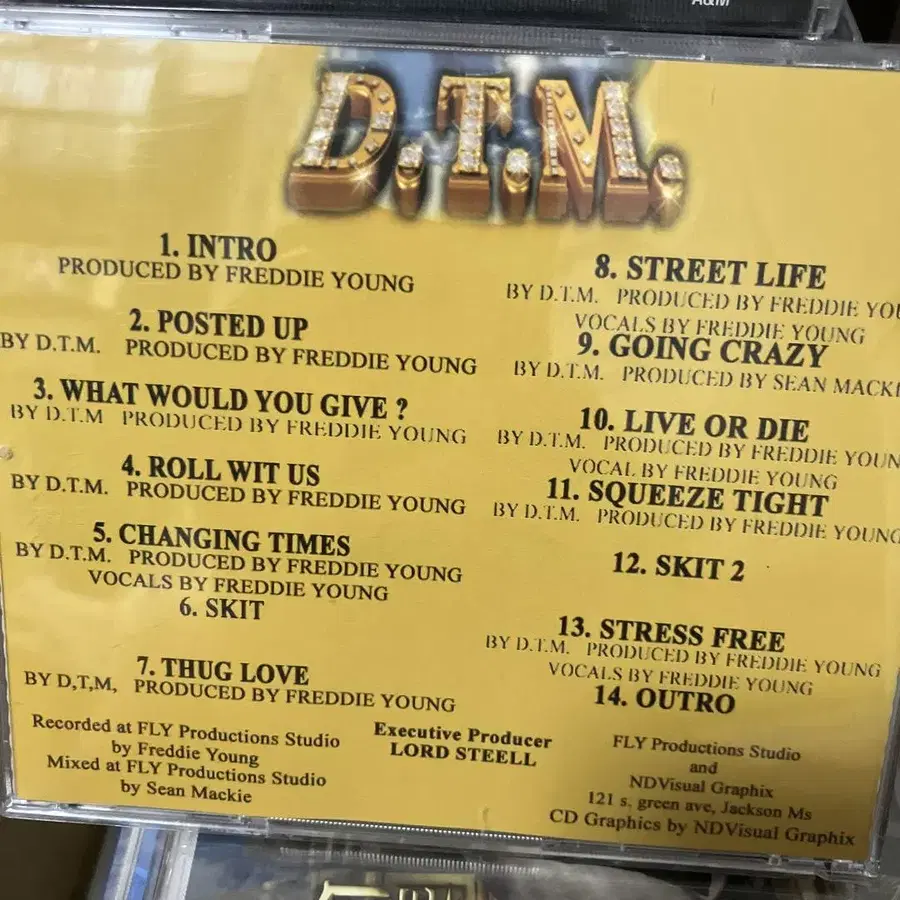 A&M
D.T.M.
1. INTRO
PRODUCED BY FREDDIE YOUNG
2. POSTED UP
BY D.T.M. PRODUCED BY FREDDIE YOUNG
3. WHAT WOULD YOU GIVE ?
BY D.T.M PRODUCED BY FREDDIE YOUNG
4. ROLL WIT US
BY D.T.M. PRODUCED BY FREDDIE YOUNG
5. CHANGING TIMES
BY D.T.M. PRODUCED BY FREDDIE YOUNG
VOCALS BY FREDDIE YOUNG
6. SKIT
7. THUG LOVE
BY D,T,M, PRODUCED BY FREDDIE YOUNG
8. STREET LIFE
BY D.T.M. PRODUCED BY FREDDIE YOU
VOCALS BY FREDDIE YOUNG
9. GOING CRAZY
BY D.T.M. PRODUCED BY SEAN MACKI
10. LIVE OR DIE
BY D.T.M. PRODUCED BY FREDDIE YOUN
VOCAL BY FREDDIE YOUNG
11. SQUEEZE TIGHT
BY D.T.M. PRODUCED BY FREDDIE YOUNG
12. SKIT 2
13. STRESS FREE
BY D.T.M. PRODUCED BY FREDDIE YOUNG
VOCALS BY FREDDIE YOUNG
14. OUTRO
Recorded at FLY Productions Studio
by Freddie Young
Mixed at FLY Productions Studio
by Sean Mackie
Executive Producer
LORD STEELL
FLY Productions Studio
and
NDVisual Graphix
121 s. green ave, Jackson Ms
CD Graphics by NDVisual Graphix